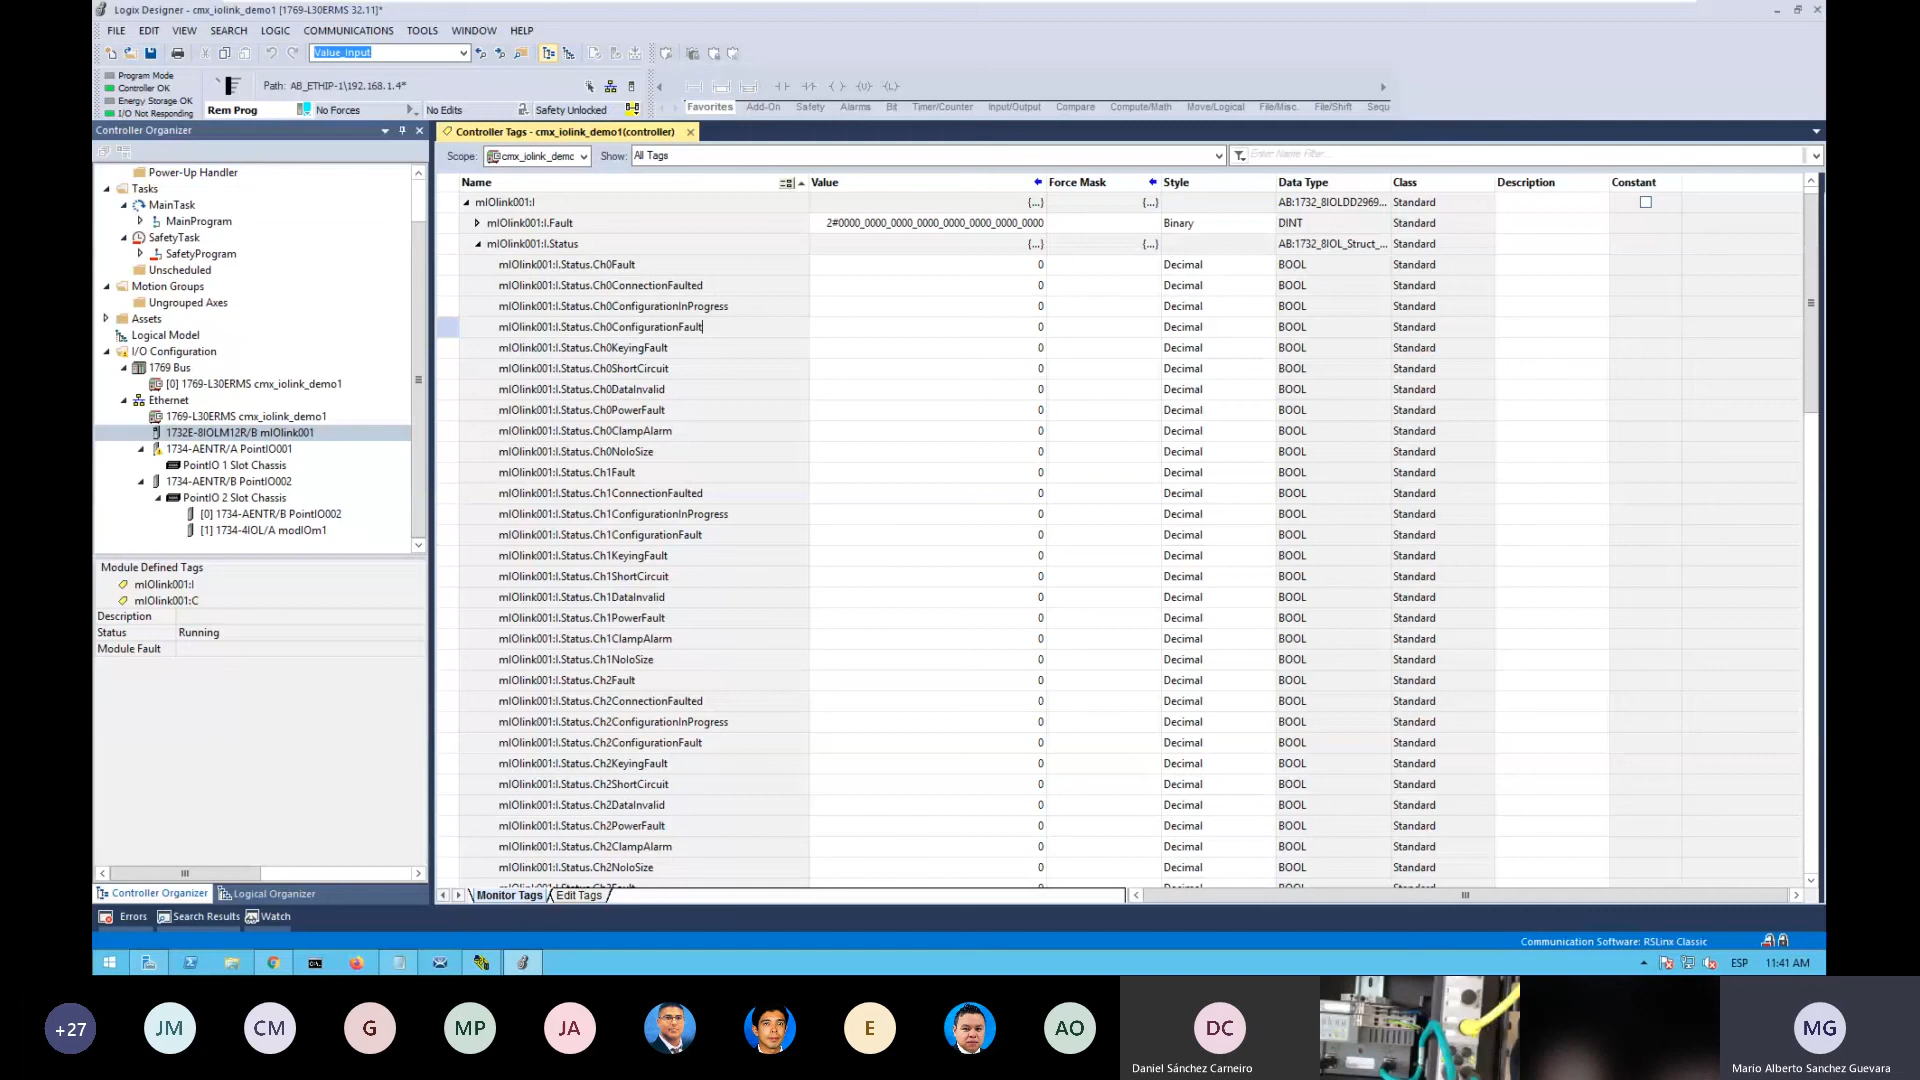 Logix Designer - cmx_iolink_demo1 [1769-L30ERMS 32.11]*
FILE EDIT VIEW SEARCH LOGIC COMMUNICATIONS TOOLS WINDOW HELP
Value_Input
Program Mode
Controller OK
Energy Storage OK
I/O Not Responding
Path: AB_ETHIP-1\192.168.1.4*
Rem Prog No Forces No Edits Safety Unlocked
Favorites Add-On Safety Alarms Bit Timer/Counter Input/Output Compare Compute/Math Move/Logical File/Misc. File/Shift Sequ
Controller Organizer
Power-Up Handler
Tasks
MainTask
MainProgram
SafetyTask
SafetyProgram
Unscheduled
Motion Groups
Ungrouped Axes
Assets
Logical Model
I/O Configuration
1769 Bus
[0] 1769-L30ERMS cmx_iolink_demo1
Ethernet
1769-L30ERMS cmx_iolink_demo1
1732E-8IOLM12R/B mIOlink001
1734-AENTR/A PointIO001
PointIO 1 Slot Chassis
1734-AENTR/B PointIO002
PointIO 2 Slot Chassis
[0] 1734-AENTR/B PointIO002
[1] 1734-4IOL/A modIOm1
Module Defined Tags
mIOlink001:I
mIOlink001:C
Description
Status Running
Module Fault
Controller Organizer Logical Organizer
Controller Tags - cmx_iolink_demo1(controller)
Scope: cmx_iolink_demc Show: All Tags Enter Name Filter...
Name Value Force Mask Style Data Type Class Description Constant
mIOlink001:I {...} {...} AB:1732_8IOLDD2969... Standard
mIOlink001:I.Fault 2#0000_0000_0000_0000_0000_0000_0000_0000 Binary DINT Standard
mIOlink001:I.Status {...} {...} AB:1732_8IOL_Struct_... Standard
mIOlink001:I.Status.Ch0Fault 0 Decimal BOOL Standard
mIOlink001:I.Status.Ch0ConnectionFaulted 0 Decimal BOOL Standard
mIOlink001:I.Status.Ch0ConfigurationInProgress 0 Decimal BOOL Standard
mIOlink001:I.Status.Ch0ConfigurationFault 0 Decimal BOOL Standard
mIOlink001:I.Status.Ch0KeyingFault 0 Decimal BOOL Standard
mIOlink001:I.Status.Ch0ShortCircuit 0 Decimal BOOL Standard
mIOlink001:I.Status.Ch0DataInvalid 0 Decimal BOOL Standard
mIOlink001:I.Status.Ch0PowerFault 0 Decimal BOOL Standard
mIOlink001:I.Status.Ch0ClampAlarm 0 Decimal BOOL Standard
mIOlink001:I.Status.Ch0NoIoSize 0 Decimal BOOL Standard
mIOlink001:I.Status.Ch1Fault 0 Decimal BOOL Standard
mIOlink001:I.Status.Ch1ConnectionFaulted 0 Decimal BOOL Standard
mIOlink001:I.Status.Ch1ConfigurationInProgress 0 Decimal BOOL Standard
mIOlink001:I.Status.Ch1ConfigurationFault 0 Decimal BOOL Standard
mIOlink001:I.Status.Ch1KeyingFault 0 Decimal BOOL Standard
mIOlink001:I.Status.Ch1ShortCircuit 0 Decimal BOOL Standard
mIOlink001:I.Status.Ch1DataInvalid 0 Decimal BOOL Standard
mIOlink001:I.Status.Ch1PowerFault 0 Decimal BOOL Standard
mIOlink001:I.Status.Ch1ClampAlarm 0 Decimal BOOL Standard
mIOlink001:I.Status.Ch1NoIoSize 0 Decimal BOOL Standard
mIOlink001:I.Status.Ch2Fault 0 Decimal BOOL Standard
mIOlink001:I.Status.Ch2ConnectionFaulted 0 Decimal BOOL Standard
mIOlink001:I.Status.Ch2ConfigurationInProgress 0 Decimal BOOL Standard
mIOlink001:I.Status.Ch2ConfigurationFault 0 Decimal BOOL Standard
mIOlink001:I.Status.Ch2KeyingFault 0 Decimal BOOL Standard
mIOlink001:I.Status.Ch2ShortCircuit 0 Decimal BOOL Standard
mIOlink001:I.Status.Ch2DataInvalid 0 Decimal BOOL Standard
mIOlink001:I.Status.Ch2PowerFault 0 Decimal BOOL Standard
mIOlink001:I.Status.Ch2ClampAlarm 0 Decimal BOOL Standard
mIOlink001:I.Status.Ch2NoIoSize 0 Decimal BOOL Standard
Monitor Tags Edit Tags
Errors Search Results Watch
Communication Software: RSLinx Classic
ESP 11:41 AM
+27 JM CM G MP JA E AO DC MG
Daniel Sánchez Carneiro Mario Alberto Sanchez Guevara